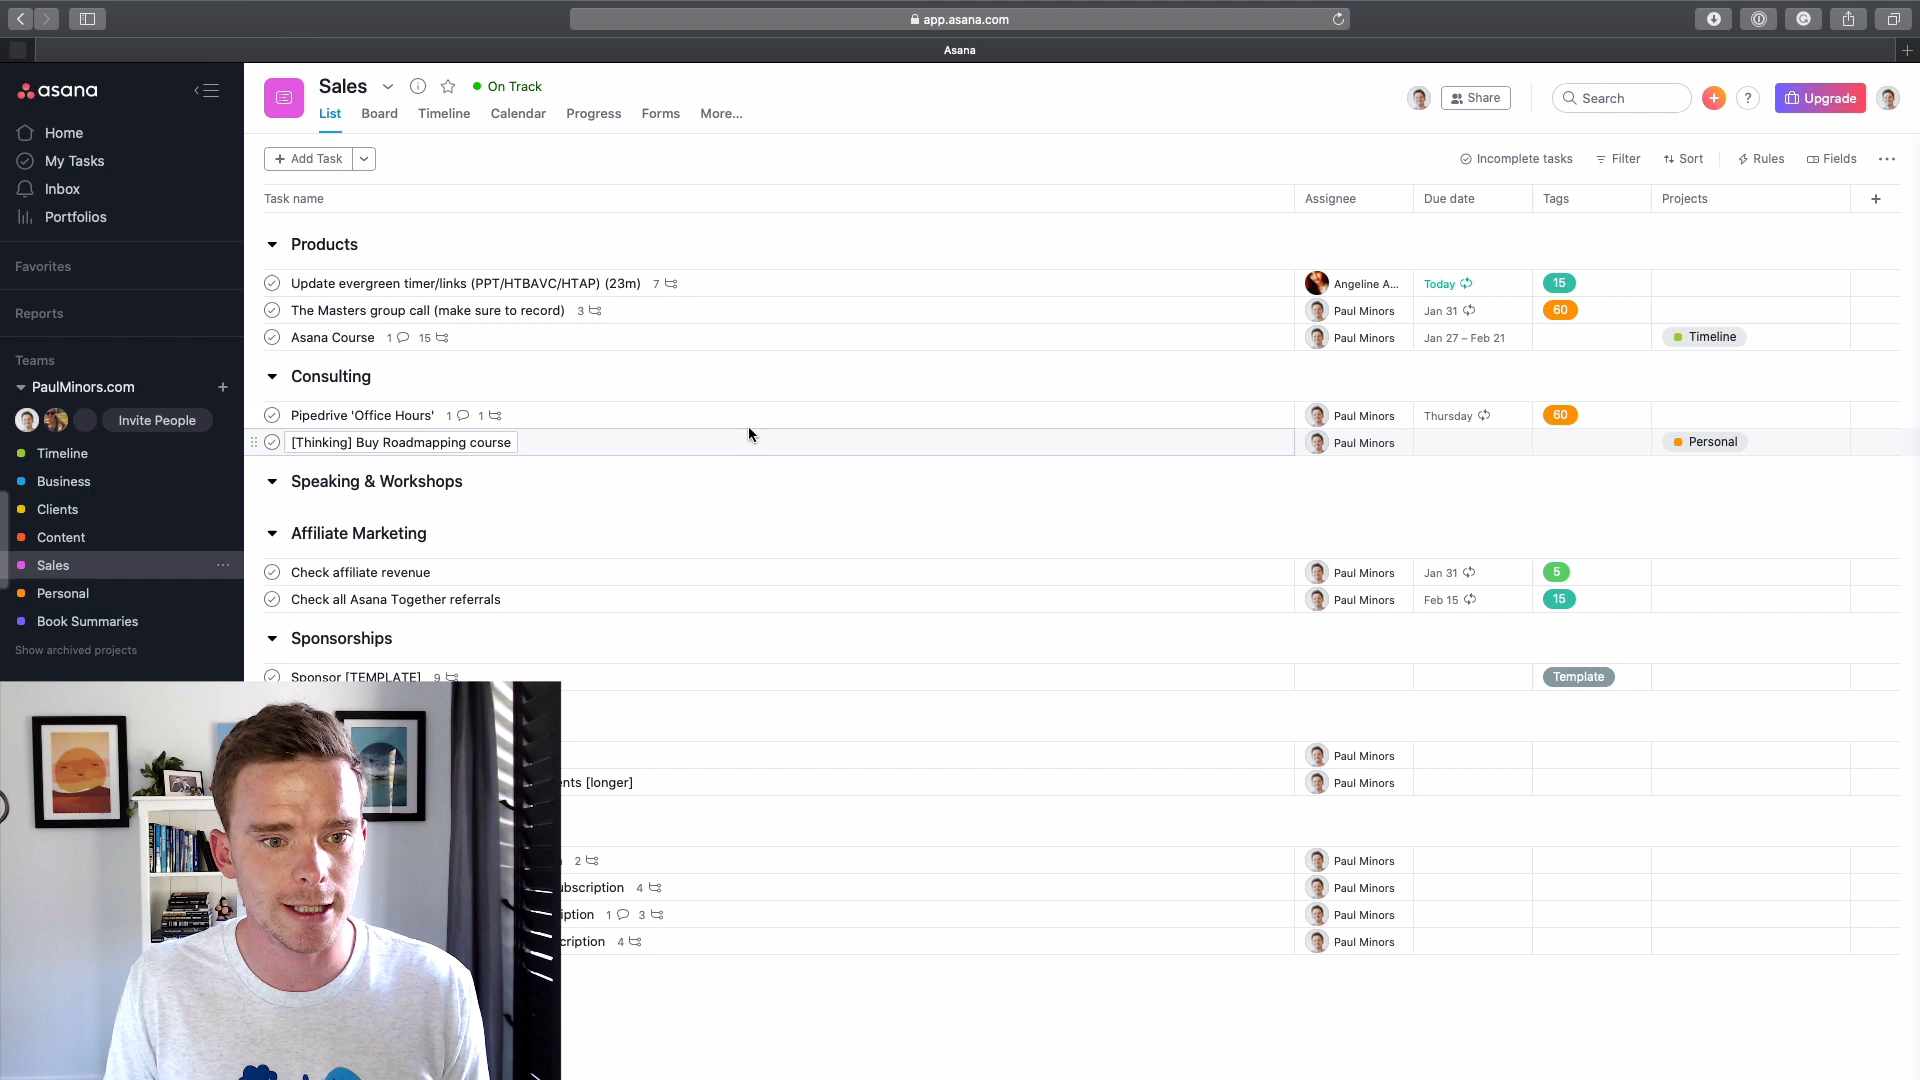 app.asana.com
Asana
asana
Home
My Tasks
Inbox
Portfolios
Favorites
Reports
Teams
PaulMinors.com
Invite People
Timeline
Business
Clients
Content
Sales
Personal
Book Summaries
Show archived projects
Sales
On Track
List Board Timeline Calendar Progress Forms More...
Share
Search
?
Upgrade
Add Task
Incomplete tasks
Filter
Sort
Rules
Fields
Task name Assignee Due date Tags Projects
Products
Update evergreen timer/links (PPT/HTBAVC/HTAP) (23m) 7 Angeline A... Today 15
The Masters group call (make sure to record) 3 Paul Minors Jan 31 60
Asana Course 1 15 Paul Minors Jan 27 – Feb 21 Timeline
Consulting
Pipedrive 'Office Hours' 1 1 Paul Minors Thursday 60
[Thinking] Buy Roadmapping course Paul Minors Personal
Speaking & Workshops
Affiliate Marketing
Check affiliate revenue Paul Minors Jan 31 5
Check all Asana Together referrals Paul Minors Feb 15 15
Sponsorships
Sponsor [TEMPLATE] 9 Template
Paul Minors
[longer] Paul Minors
2 Paul Minors
4 Paul Minors
1 3 Paul Minors
4 Paul Minors